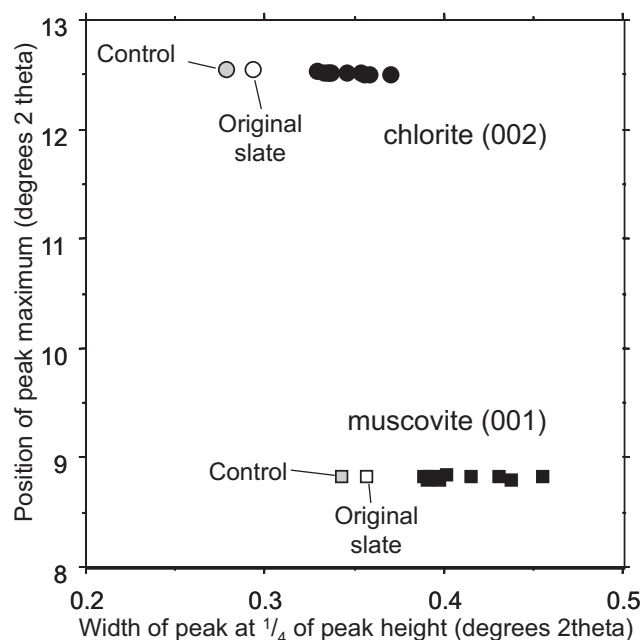 13
Control
Original
slate
12
chlorite (002)
11
10
muscovite (001)
9
Control
Original
slate
8
0.2 0.3 0.4 0.5
Width of peak at 1/4 of peak height (degrees 2theta)
Position of peak maximum (degrees 2 theta)